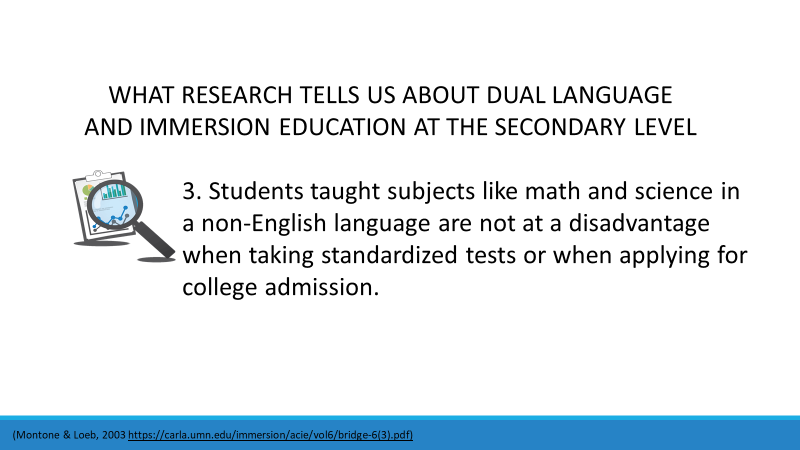 WHAT RESEARCH TELLS US ABOUT DUAL LANGUAGE
AND IMMERSION EDUCATION AT THE SECONDARY LEVEL
3. Students taught subjects like math and science in
a non-English language are not at a disadvantage
when taking standardized tests or when applying for
college admission.
(Montone & Loeb, 2003 https://carla.umn.edu/immersion/acie/vol6/bridge-6(3).pdf)